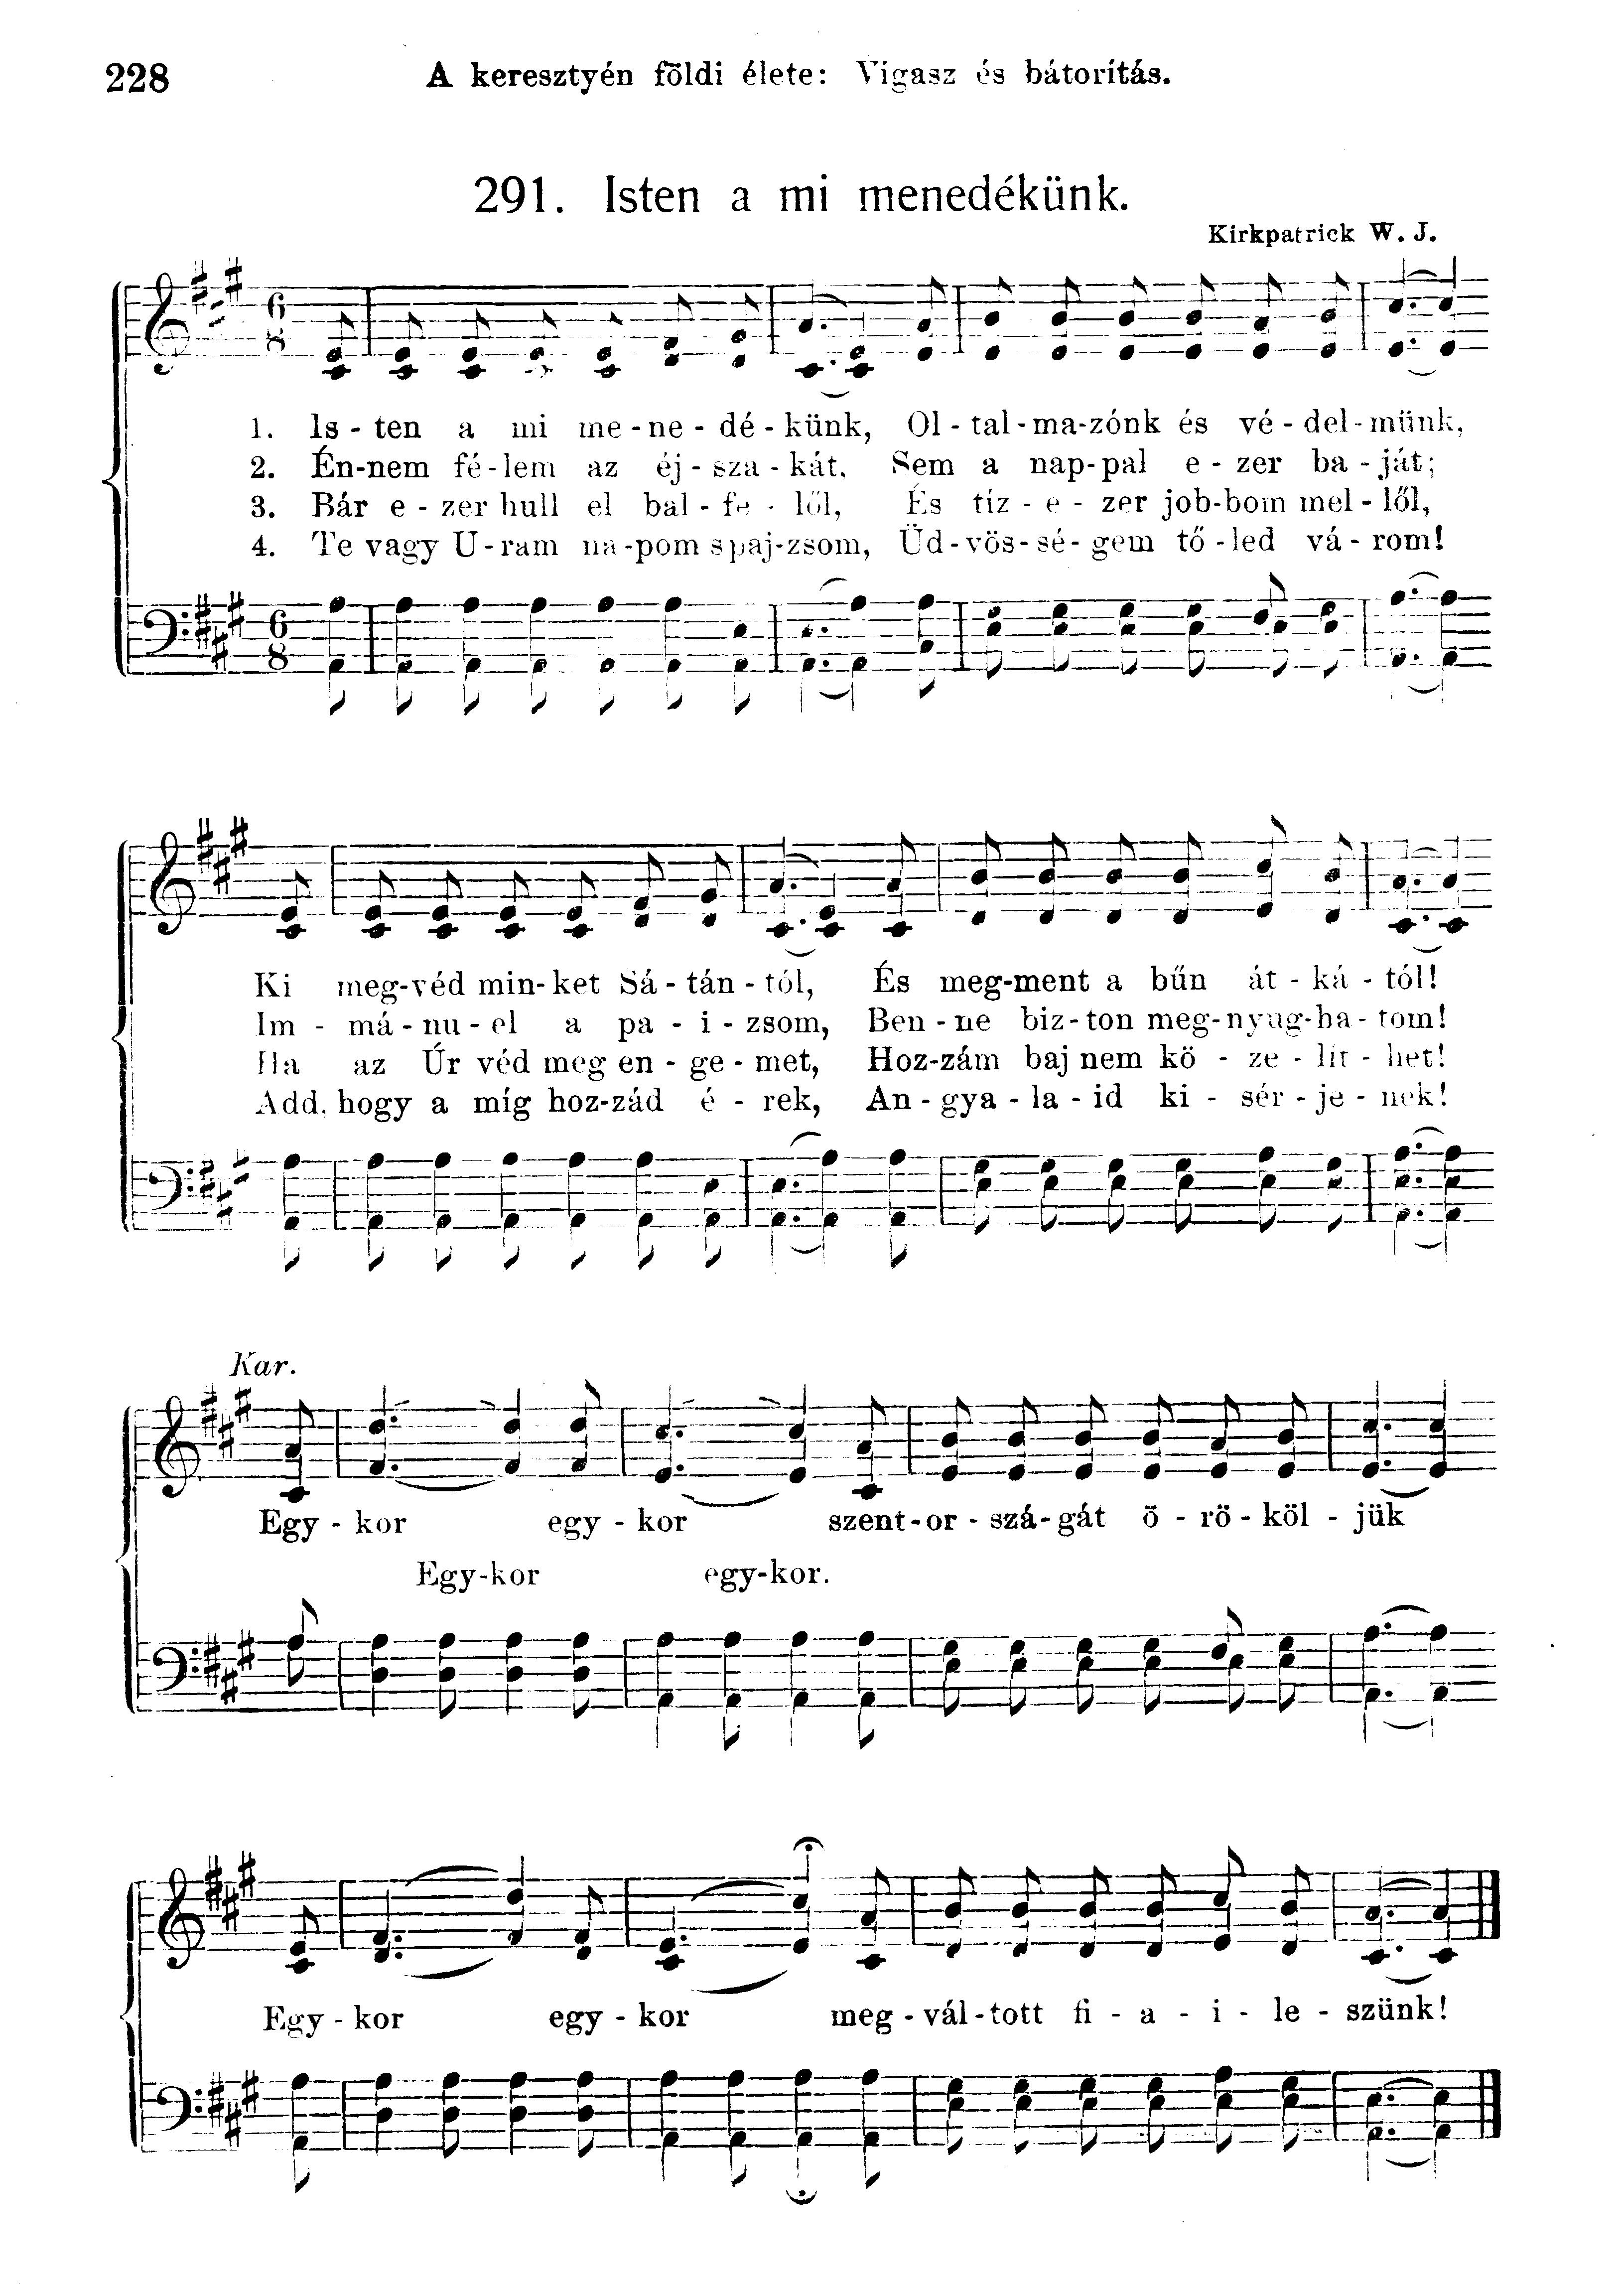 228
A keresztyén földi élete: Vigasz és bátorítás.
291. Isten a mi menedékünk.
Kirkpatrick W. J.
6
8
1. Is - ten a mi me - ne - dé - künk, Ol - tal - ma - zónk és vé - del - münk,
2. Én-nem fé - lem az éj - sza - kát, Sem a nap-pal e - zer ba - ját;
3. Bár e - zer hull el bal - fe - lől, És tíz - e - zer job-bom mel - lől,
4. Te vagy U - ram na - pom s paj-zsom, Üd-vös-sé-gem tő-led vá-rom!
6
8
Ki meg-véd min-ket Sá - tán - tól, És meg-ment a bűn át - ká - tól!
Im - má - nu - el a pa - i - zsom, Ben - ne biz - ton meg-nyug-ha - tom!
Ha az Úr véd meg en - ge - met, Hoz-zám baj nem kö - ze - lít - het!
Add, hogy a míg hoz-zád é - rek, An - gya - la - id ki - sér - je - nek!
Kar.
Egy - kor egy - kor szent-or - szá-gát ö - rö - köl - jük
Egy-kor egy-kor.
Egy - kor egy - kor meg - vál-tott fi - a - i - le - szünk!